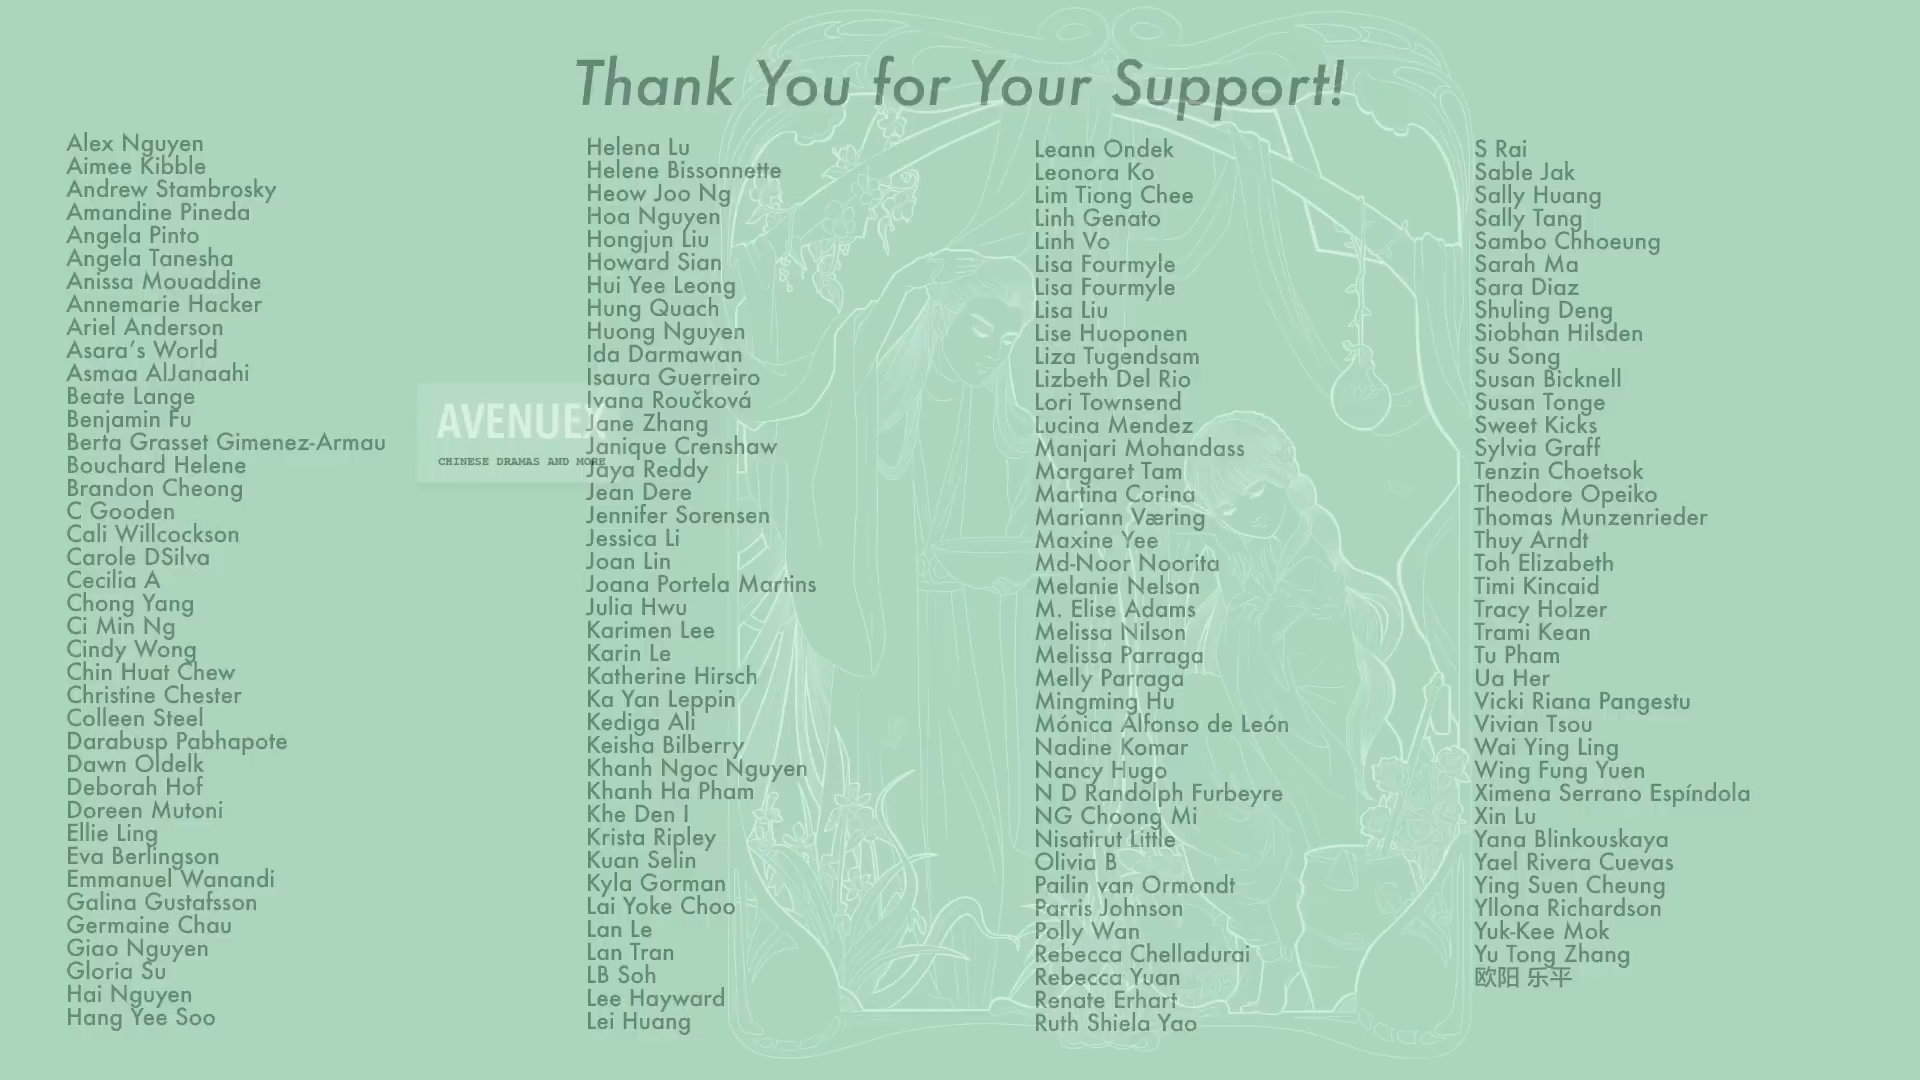 Thank You for Your Support!
Alex Nguyen
Aimee Kibble
Andrew Stambrosky
Amandine Pineda
Angela Pinto
Angela Tanesha
Anissa Mouaddine
Annemarie Hacker
Ariel Anderson
Asara's World
Asmaa AlJanaahi
Beate Lange
Benjamin Fu
Berta Grasset Gimenez-Armau
Bouchard Helene
Brandon Cheong
C Gooden
Cali Willcockson
Carole DSilva
Cecilia A
Chong Yang
Ci Min Ng
Cindy Wong
Chin Huat Chew
Christine Chester
Colleen Steel
Darabusp Pabhapote
Dawn Oldelk
Deborah Hof
Doreen Mutoni
Ellie Ling
Eva Berlingson
Emmanuel Wanandi
Galina Gustafsson
Germaine Chau
Giao Nguyen
Gloria Su
Hai Nguyen
Hang Yee Soo
AVENUEX
CHINESE DRAMAS AND MORE
Helena Lu
Helene Bissonnette
Heow Joo Ng
Hoa Nguyen
Hongjun Liu
Howard Sian
Hui Yee Leong
Hung Quach
Huong Nguyen
Ida Darmawan
Isaura Guerreiro
Ivana Roučková
Jane Zhang
Janique Crenshaw
Jaya Reddy
Jean Dere
Jennifer Sorensen
Jessica Li
Joan Lin
Joana Portela Martins
Julia Hwu
Karimen Lee
Karin Le
Katherine Hirsch
Ka Yan Leppin
Kediga Ali
Keisha Bilberry
Khanh Ngoc Nguyen
Khanh Ha Pham
Khe Den I
Krista Ripley
Kuan Selin
Kyla Gorman
Lai Yoke Choo
Lan Le
Lan Tran
LB Soh
Lee Hayward
Lei Huang
Leann Ondek
Leonora Ko
Lim Tiong Chee
Linh Genato
Linh Vo
Lisa Fourmyle
Lisa Fourmyle
Lisa Liu
Lise Huoponen
Liza Tugendsam
Lizbeth Del Rio
Lori Townsend
Lucina Mendez
Manjari Mohandass
Margaret Tam
Martina Corina
Mariann Væring
Maxine Yee
Md-Noor Noorita
Melanie Nelson
M. Elise Adams
Melissa Nilson
Melissa Parraga
Melly Parraga
Mingming Hu
Mónica Alfonso de León
Nadine Komar
Nancy Hugo
N D Randolph Furbeyre
NG Choong Mi
Nisatirut Little
Olivia B
Pailin van Ormondt
Parris Johnson
Polly Wan
Rebecca Chelladurai
Rebecca Yuan
Renate Erhart
Ruth Shiela Yao
S Rai
Sable Jak
Sally Huang
Sally Tang
Sambo Chhoeung
Sarah Ma
Sara Diaz
Shuling Deng
Siobhan Hilsden
Su Song
Susan Bicknell
Susan Tonge
Sweet Kicks
Sylvia Graff
Tenzin Choetsok
Theodore Opeiko
Thomas Munzenrieder
Thuy Arndt
Toh Elizabeth
Timi Kincaid
Tracy Holzer
Trami Kean
Tu Pham
Ua Her
Vicki Riana Pangestu
Vivian Tsou
Wai Ying Ling
Wing Fung Yuen
Ximena Serrano Espíndola
Xin Lu
Yana Blinkouskaya
Yael Rivera Cuevas
Ying Suen Cheung
Yllona Richardson
Yuk-Kee Mok
Yu Tong Zhang
欧阳 乐平